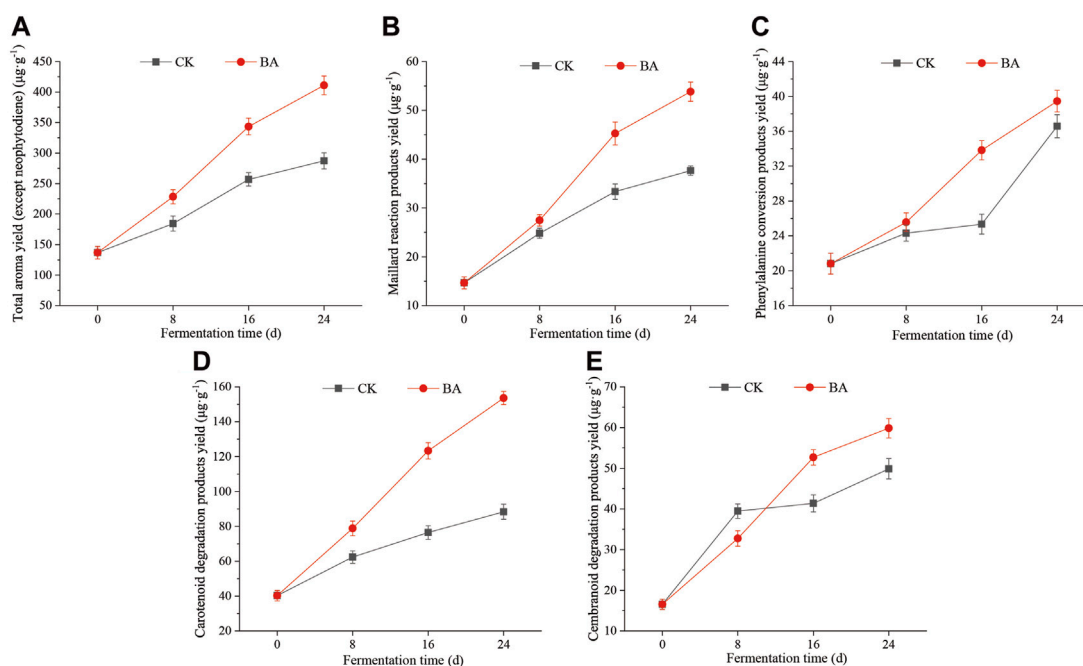 A
CK
BA
Total aroma yield (except neophytodiene) (μg·g⁻¹)
450
400
350
300
250
200
150
100
50
0
8
16
24
Fermentation time (d)
B
CK
BA
Maillard reaction products yield (μg·g⁻¹)
60
50
40
30
20
10
0
8
16
24
Fermentation time (d)
C
CK
BA
Phenylalanine conversion products yield (μg·g⁻¹)
40
36
32
28
24
20
16
0
8
16
24
Fermentation time (d)
D
CK
BA
Carotenoid degradation products yield (μg·g⁻¹)
160
140
120
100
80
60
40
20
0
8
16
24
Fermentation time (d)
E
CK
BA
Cembranoid degradation products yield (μg·g⁻¹)
70
60
50
40
30
20
10
0
8
16
24
Fermentation time (d)